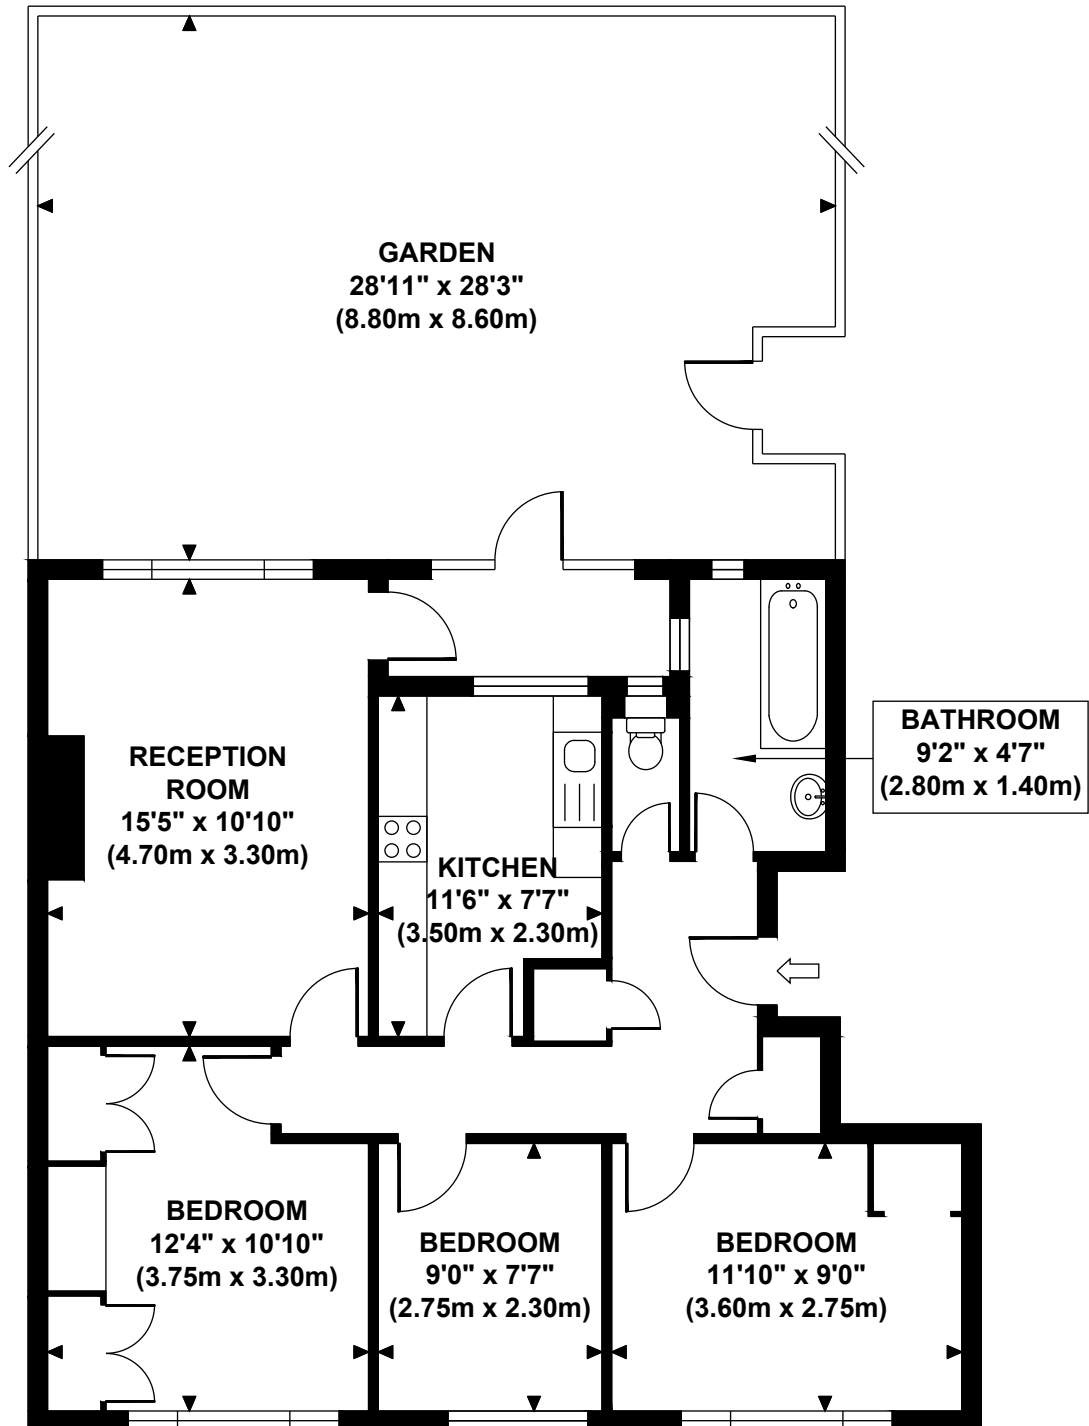 GARDEN
28'11" x 28'3"
(8.80m x 8.60m)
BATHROOM
9'2" x 4'7"
(2.80m x 1.40m)
RECEPTION
ROOM
15'5" x 10'10"
(4.70m x 3.30m)
KITCHEN
11'6" x 7'7"
(3.50m x 2.30m)
BEDROOM
12'4" x 10'10"
(3.75m x 3.30m)
BEDROOM
9'0" x 7'7"
(2.75m x 2.30m)
BEDROOM
11'10" x 9'0"
(3.60m x 2.75m)